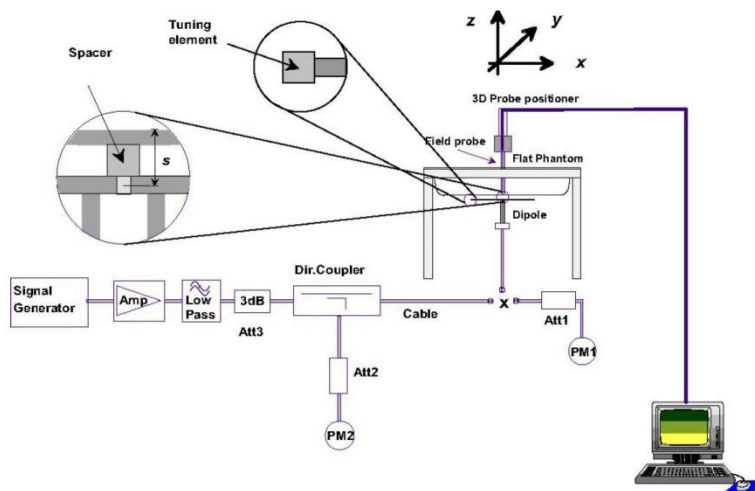 Tuning
element
Spacer
s
z
y
x
3D Probe positioner
Field probe
Flat Phantom
Dipole
Signal
Generator
Amp
Low
Pass
3dB
Att3
Dir.Coupler
Cable
x
Att1
PM1
Att2
PM2